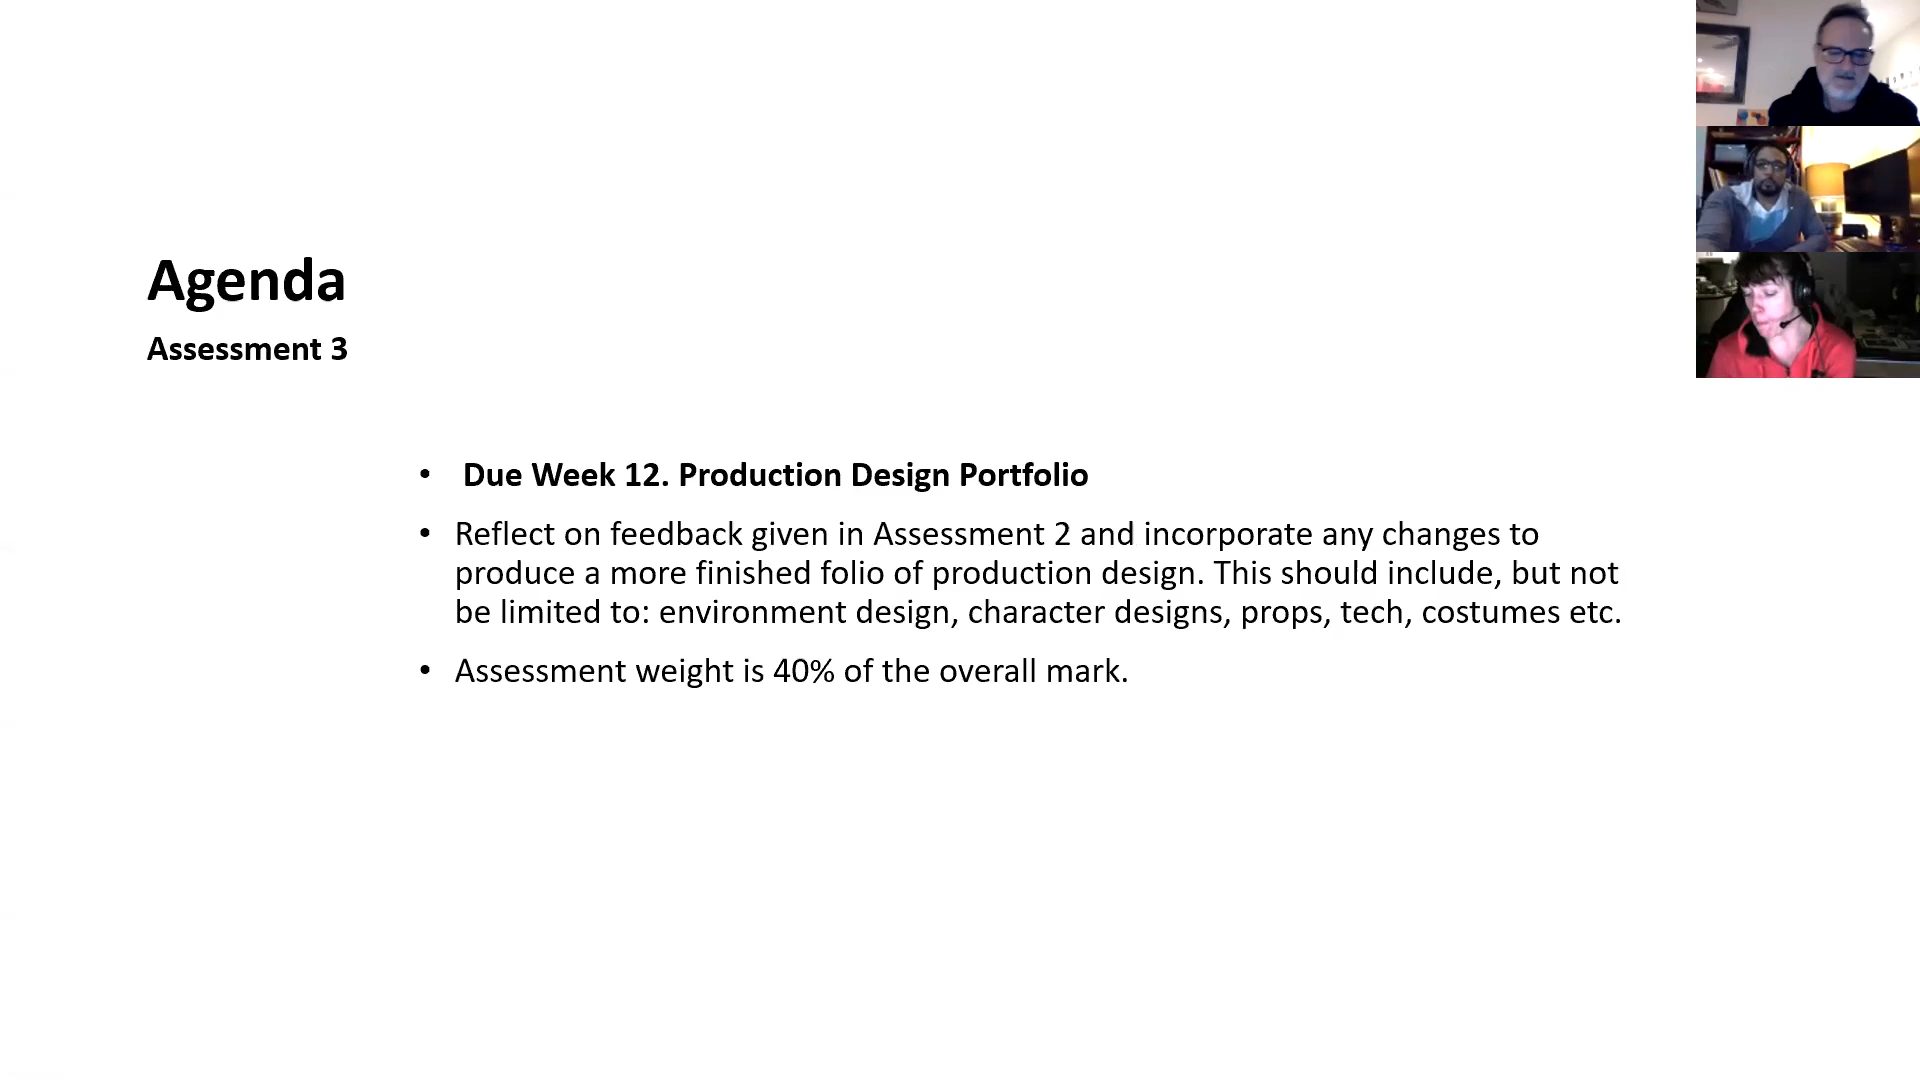 Agenda
Assessment 3
• Due Week 12. Production Design Portfolio
• Reflect on feedback given in Assessment 2 and incorporate any changes to
produce a more finished folio of production design. This should include, but not
be limited to: environment design, character designs, props, tech, costumes etc.
• Assessment weight is 40% of the overall mark.